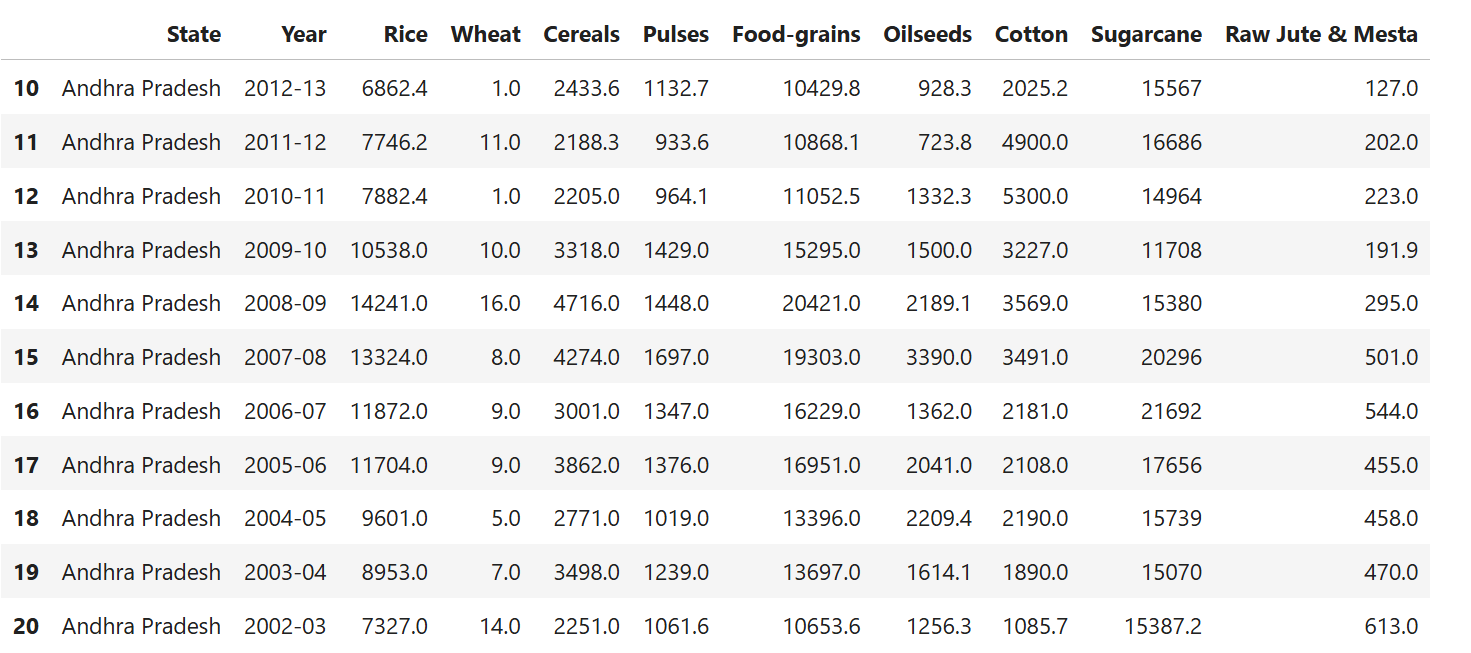 State Year Rice Wheat Cereals Pulses Food-grains Oilseeds Cotton Sugarcane Raw Jute & Mesta
10 Andhra Pradesh 2012-13 6862.4 1.0 2433.6 1132.7 10429.8 928.3 2025.2 15567 127.0
11 Andhra Pradesh 2011-12 7746.2 11.0 2188.3 933.6 10868.1 723.8 4900.0 16686 202.0
12 Andhra Pradesh 2010-11 7882.4 1.0 2205.0 964.1 11052.5 1332.3 5300.0 14964 223.0
13 Andhra Pradesh 2009-10 10538.0 10.0 3318.0 1429.0 15295.0 1500.0 3227.0 11708 191.9
14 Andhra Pradesh 2008-09 14241.0 16.0 4716.0 1448.0 20421.0 2189.1 3569.0 15380 295.0
15 Andhra Pradesh 2007-08 13324.0 8.0 4274.0 1697.0 19303.0 3390.0 3491.0 20296 501.0
16 Andhra Pradesh 2006-07 11872.0 9.0 3001.0 1347.0 16229.0 1362.0 2181.0 21692 544.0
17 Andhra Pradesh 2005-06 11704.0 9.0 3862.0 1376.0 16951.0 2041.0 2108.0 17656 455.0
18 Andhra Pradesh 2004-05 9601.0 5.0 2771.0 1019.0 13396.0 2209.4 2190.0 15739 458.0
19 Andhra Pradesh 2003-04 8953.0 7.0 3498.0 1239.0 13697.0 1614.1 1890.0 15070 470.0
20 Andhra Pradesh 2002-03 7327.0 14.0 2251.0 1061.6 10653.6 1256.3 1085.7 15387.2 613.0